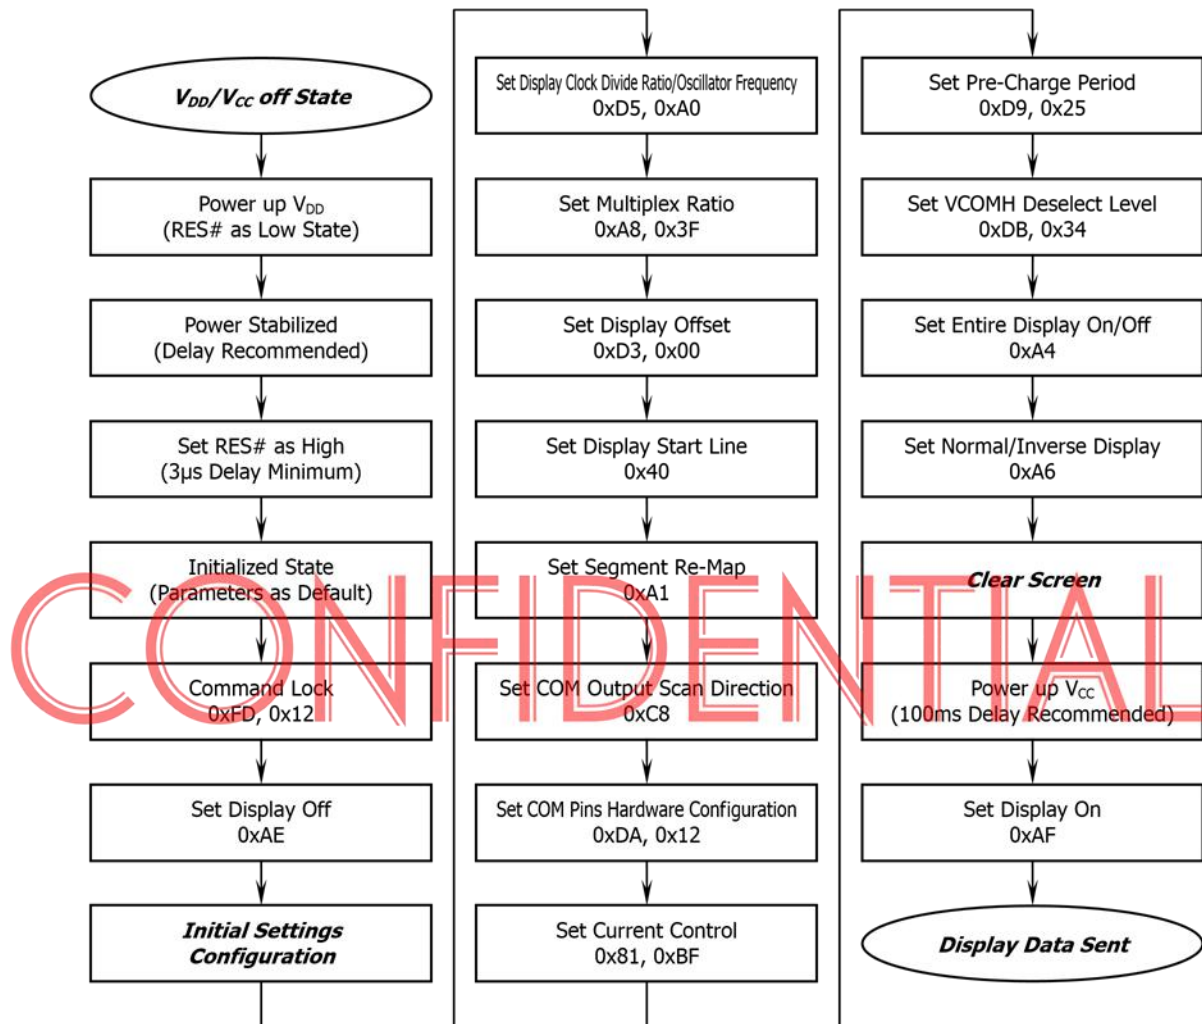 V_DD/V_CC off State
Power up V_DD
(RES# as Low State)
Power Stabilized
(Delay Recommended)
Set RES# as High
(3μs Delay Minimum)
Initialized State
(Parameters as Default)
Command Lock
0xFD, 0x12
Set Display Off
0xAE
Initial Settings
Configuration
Set Display Clock Divide Ratio/Oscillator Frequency
0xD5, 0xA0
Set Multiplex Ratio
0xA8, 0x3F
Set Display Offset
0xD3, 0x00
Set Display Start Line
0x40
Set Segment Re-Map
0xA1
Set COM Output Scan Direction
0xC8
Set COM Pins Hardware Configuration
0xDA, 0x12
Set Current Control
0x81, 0xBF
Set Pre-Charge Period
0xD9, 0x25
Set VCOMH Deselect Level
0xDB, 0x34
Set Entire Display On/Off
0xA4
Set Normal/Inverse Display
0xA6
Clear Screen
Power up V_CC
(100ms Delay Recommended)
Set Display On
0xAF
Display Data Sent
CONFIDENTIAL